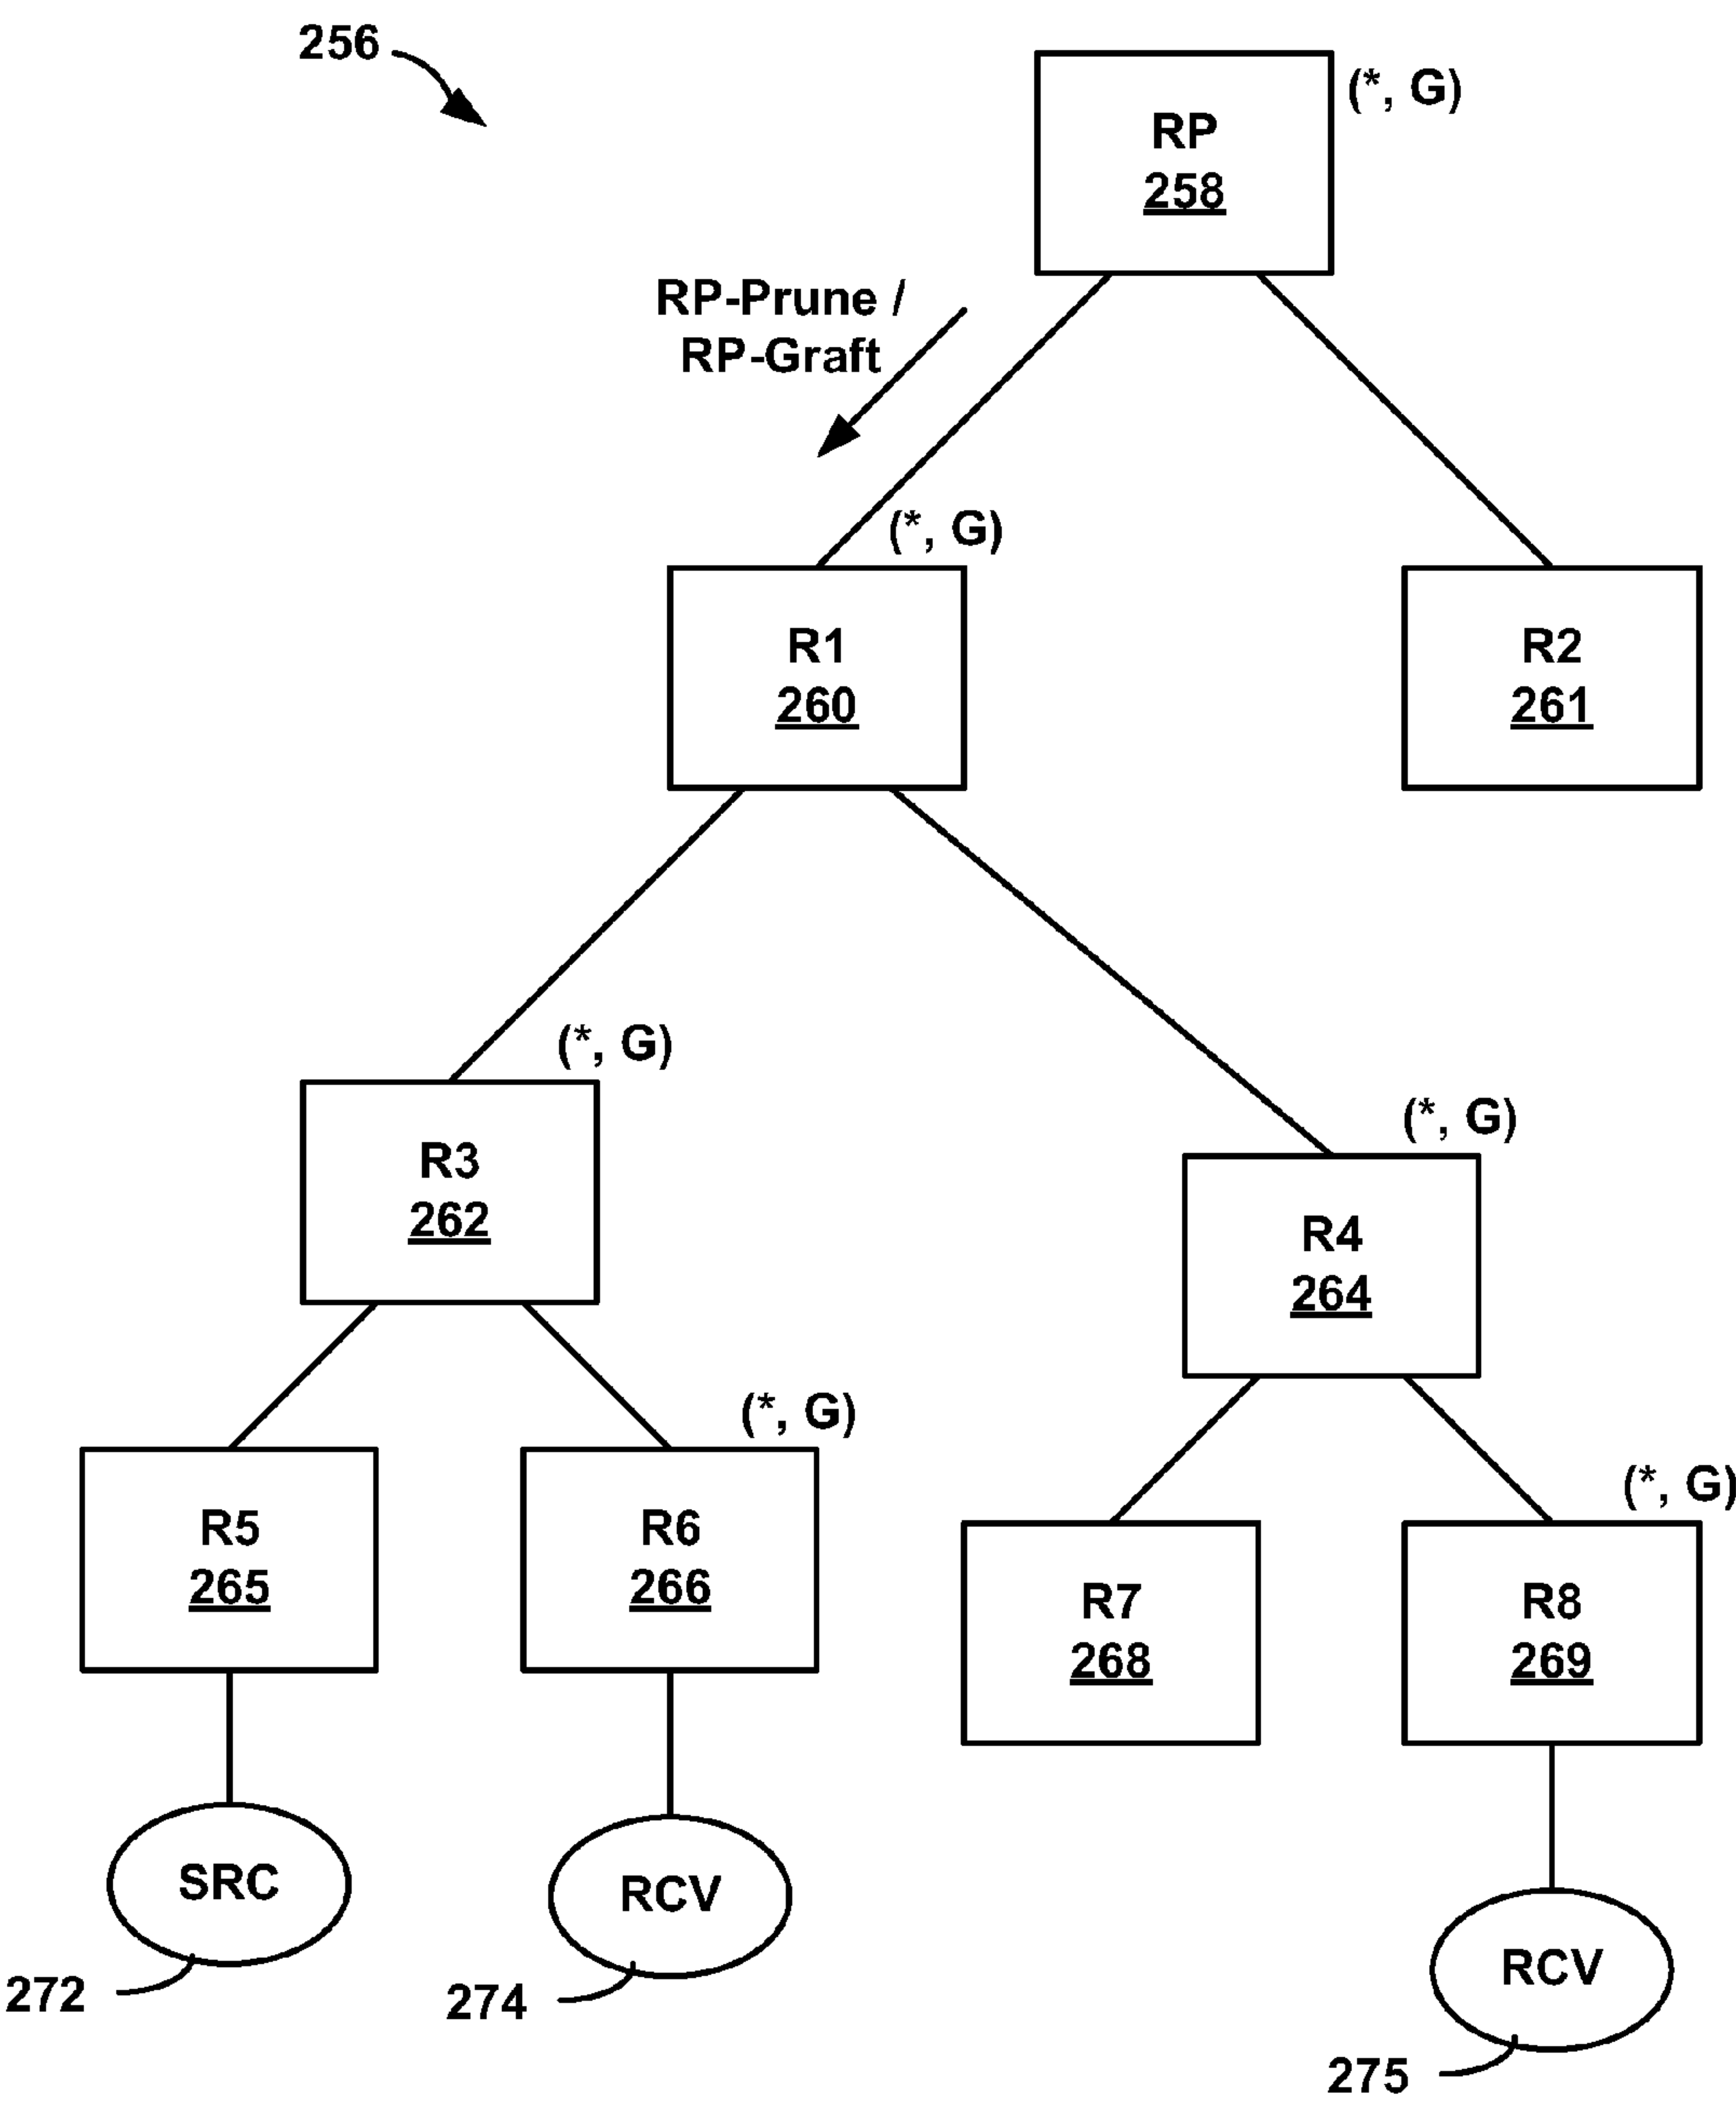 256
(*, G)
RP
258
RP-Prune /
RP-Graft
(*, G)
R1
260
R2
261
(*, G)
R3
262
(*, G)
R4
264
(*, G)
R5
265
R6
266
(*, G)
R7
268
R8
269
SRC
RCV
RCV
272
274
275